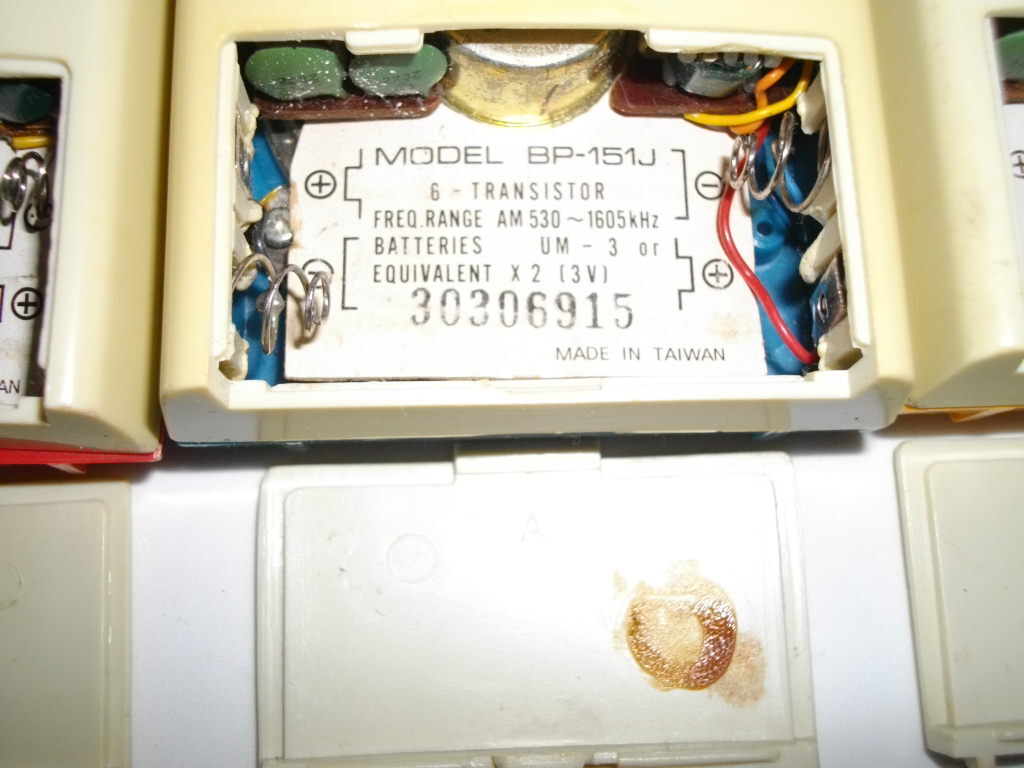 MODEL BP-151J
6 - TRANSISTOR
FREQ.RANGE AM 530 ~ 1605kHz
BATTERIES UM - 3 or
EQUIVALENT X 2 (3V)
30306915
MADE IN TAIWAN
AN
A